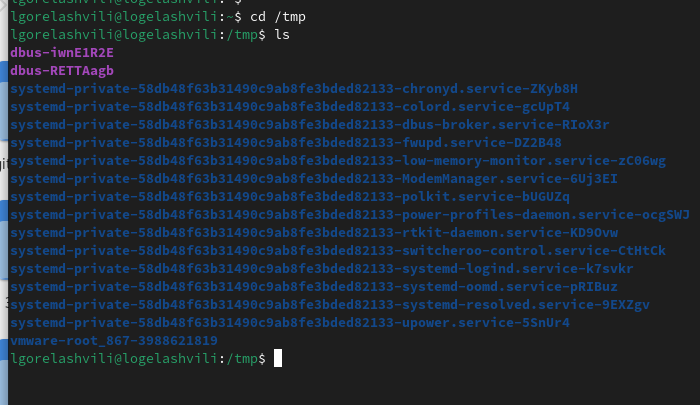 lgorelashvili@logelashvili:~$ cd /tmp
lgorelashvili@logelashvili:/tmp$ ls
dbus-iwnE1R2E
dbus-RETTAagb
systemd-private-58db48f63b31490c9ab8fe3bded82133-chronyd.service-ZKyb8H
systemd-private-58db48f63b31490c9ab8fe3bded82133-colord.service-gcUpT4
systemd-private-58db48f63b31490c9ab8fe3bded82133-dbus-broker.service-RIoX3r
systemd-private-58db48f63b31490c9ab8fe3bded82133-fwupd.service-DZ2B48
systemd-private-58db48f63b31490c9ab8fe3bded82133-low-memory-monitor.service-zC06wg
systemd-private-58db48f63b31490c9ab8fe3bded82133-ModemManager.service-6Uj3EI
systemd-private-58db48f63b31490c9ab8fe3bded82133-polkit.service-bUGUZq
systemd-private-58db48f63b31490c9ab8fe3bded82133-power-profiles-daemon.service-ocgSWJ
systemd-private-58db48f63b31490c9ab8fe3bded82133-rtkit-daemon.service-KD9Ovw
systemd-private-58db48f63b31490c9ab8fe3bded82133-switcheroo-control.service-CtHtCk
systemd-private-58db48f63b31490c9ab8fe3bded82133-systemd-logind.service-k7svkr
systemd-private-58db48f63b31490c9ab8fe3bded82133-systemd-oomd.service-pRIBuz
systemd-private-58db48f63b31490c9ab8fe3bded82133-systemd-resolved.service-9EXZgv
systemd-private-58db48f63b31490c9ab8fe3bded82133-upower.service-5SnUr4
vmware-root_867-3988621819
lgorelashvili@logelashvili:/tmp$